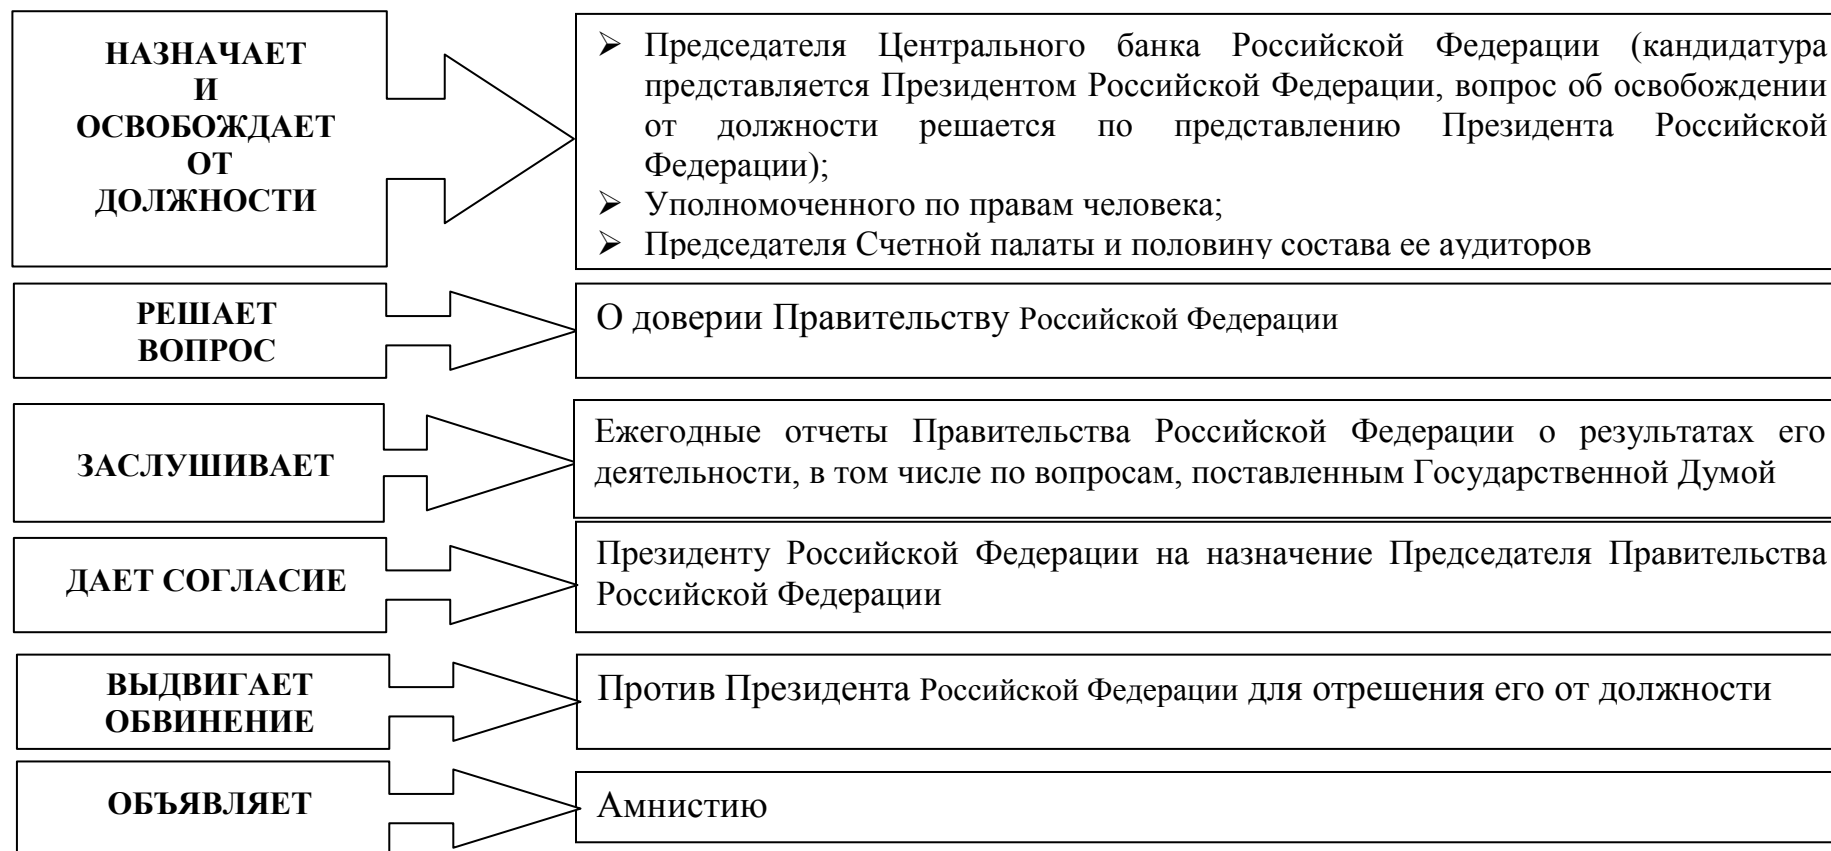 НАЗНАЧАЕТ
И
ОСВОБОЖДАЕТ
ОТ
ДОЛЖНОСТИ
➢ Председателя Центрального банка Российской Федерации (кандидатура
представляется Президентом Российской Федерации, вопрос об освобождении
от должности решается по представлению Президента Российской
Федерации);
➢ Уполномоченного по правам человека;
➢ Председателя Счетной палаты и половину состава ее аудиторов
РЕШАЕТ
ВОПРОС
О доверии Правительству Российской Федерации
ЗАСЛУШИВАЕТ
Ежегодные отчеты Правительства Российской Федерации о результатах его
деятельности, в том числе по вопросам, поставленным Государственной Думой
ДАЕТ СОГЛАСИЕ
Президенту Российской Федерации на назначение Председателя Правительства
Российской Федерации
ВЫДВИГАЕТ
ОБВИНЕНИЕ
Против Президента Российской Федерации для отрешения его от должности
ОБЪЯВЛЯЕТ
Амнистию